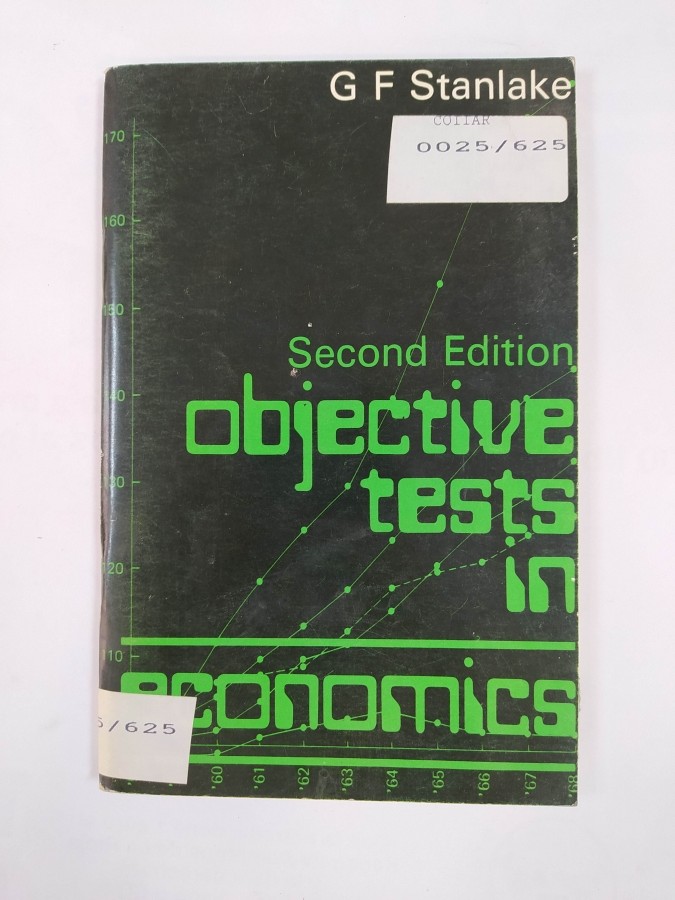 G F Stanlake
COTTAR
0025/625
170
160
150
140
130
120
110
Second Edition
objective
tests
in
economics
5/625
'60
'61
'62
'63
'64
'65
'66
'67
'68